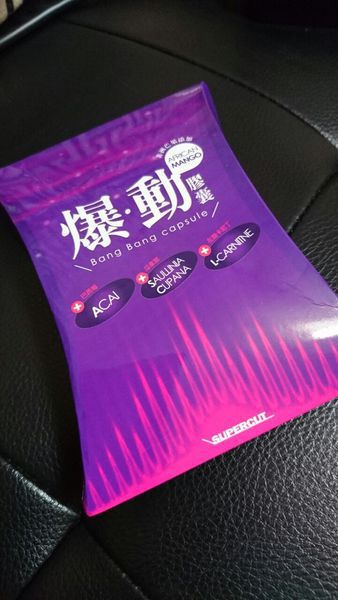 AFRICAN
MANGO
爆·動膠囊
Bang Bang capsule
ACAI
SAULLINIA
CUPANA
L-CARNITINE
SUPERCUT